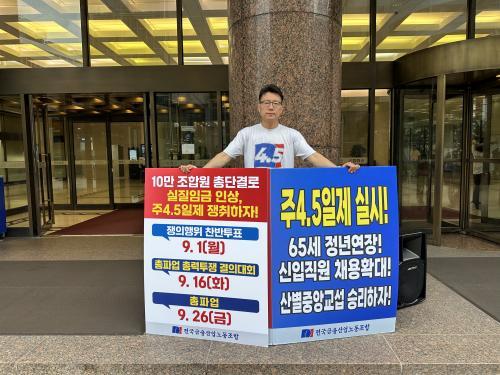 4.5
10만 조합원 총단결로
실질임금 인상,
주4.5일제 쟁취하자!
쟁의행위 찬반투표
9. 1(월)
총파업 총력투쟁 결의대회
9. 16(화)
총파업
9. 26(금)
전국금융산업노동조합
주4.5일제 실시!
65세 정년연장!
신입직원 채용확대!
산별중앙교섭 승리하자!
전국금융산업노동조합